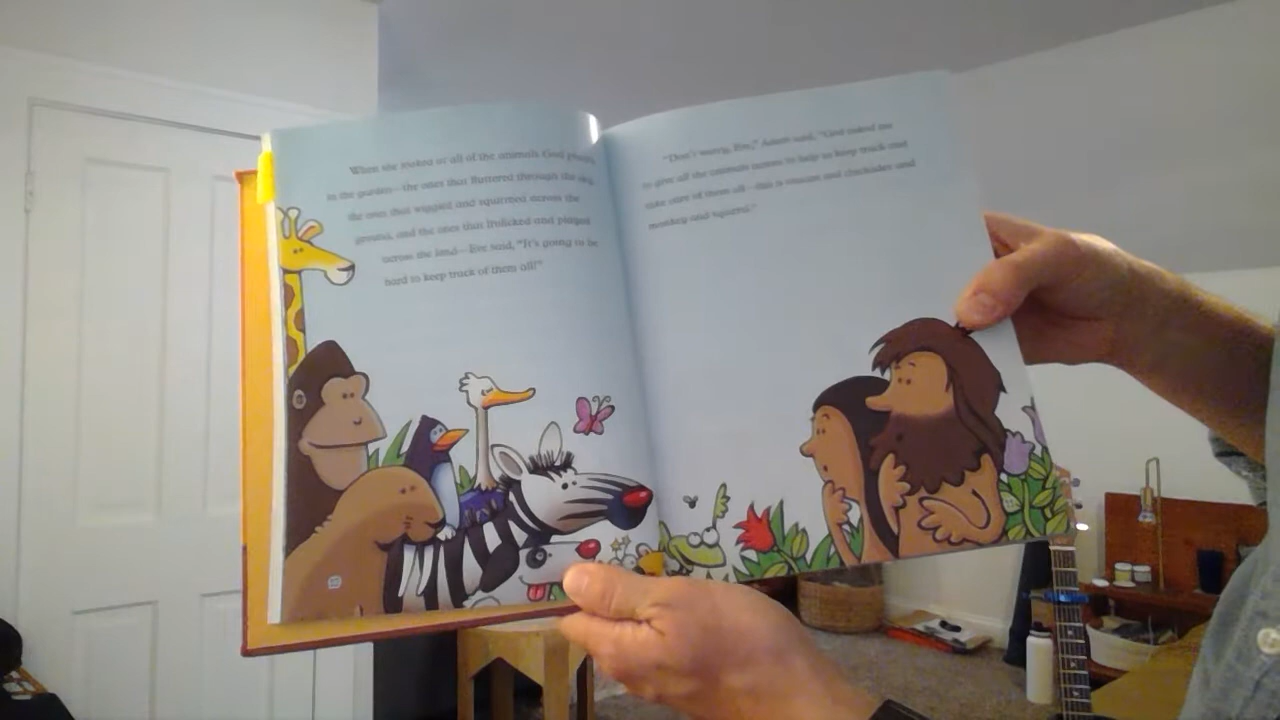 When she looked at all of the animals God placed
in the garden—the ones that fluttered through the sky,
the ones that wiggled and squirmed across the
ground, and the ones that frolicked and played
across the land—Eve said, "It's going to be
hard to keep track of them all!"
"Don't worry, Eve," Adam said. "God asked me
to give all the animals names to help us keep track and
take care of them all—this is and chickadee and
monkey and squirrel."